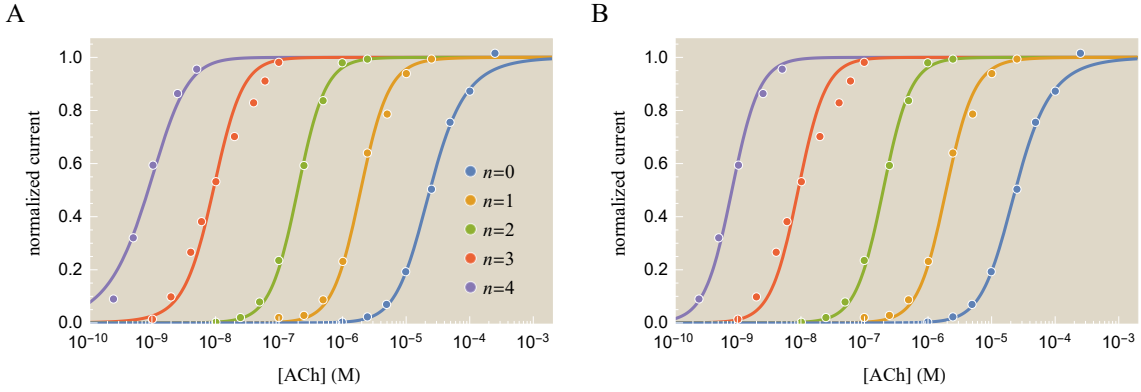 A
B
normalized current
1.0
0.8
0.6
0.4
0.2
0.0
n=0
n=1
n=2
n=3
n=4
10⁻¹⁰ 10⁻⁹ 10⁻⁸ 10⁻⁷ 10⁻⁶ 10⁻⁵ 10⁻⁴ 10⁻³
[ACh] (M)
normalized current
1.0
0.8
0.6
0.4
0.2
0.0
10⁻¹⁰ 10⁻⁹ 10⁻⁸ 10⁻⁷ 10⁻⁶ 10⁻⁵ 10⁻⁴ 10⁻³
[ACh] (M)